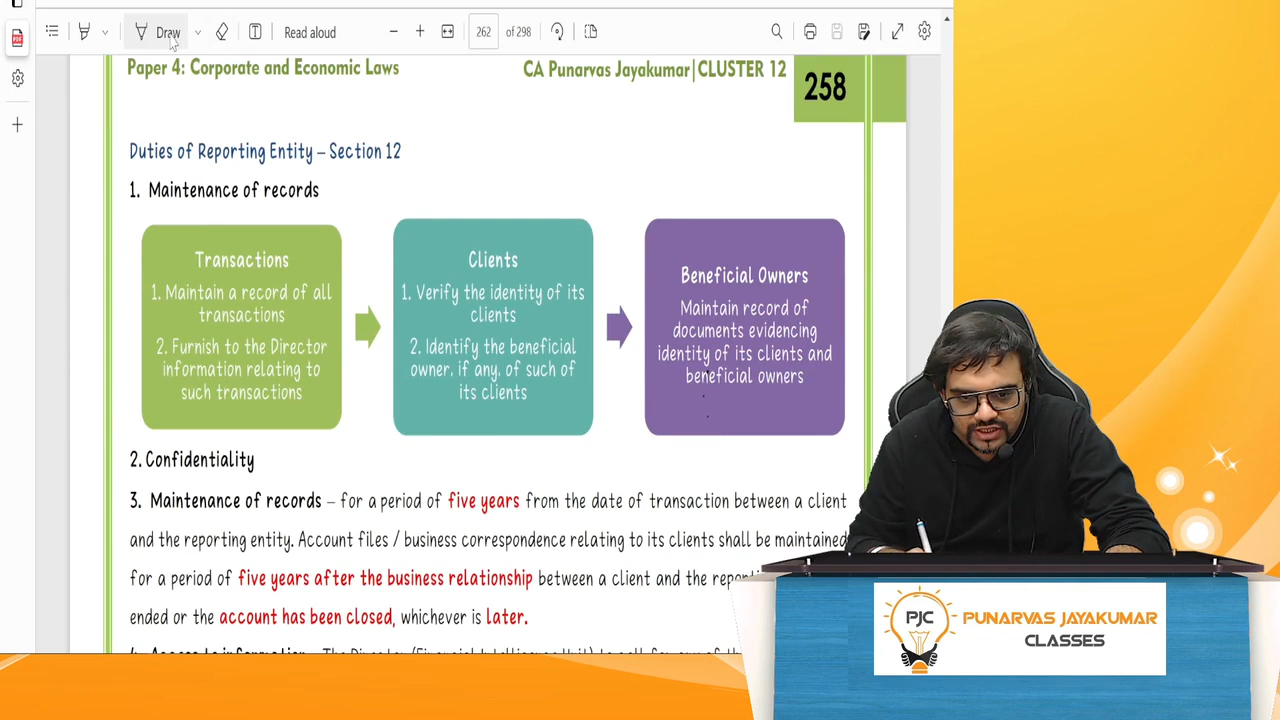 Draw
Read aloud
262
of 298
Paper 4: Corporate and Economic Laws
CA Punarvas Jayakumar|CLUSTER 12
258
Duties of Reporting Entity – Section 12
1. Maintenance of records
Transactions
1. Maintain a record of all
transactions
2. Furnish to the Director
information relating to
such transactions
Clients
1. Verify the identity of its
clients
2. Identify the beneficial
owner, if any, of such of
its clients
Beneficial Owners
Maintain record of
documents evidencing
identity of its clients and
beneficial owners
2. Confidentiality
3. Maintenance of records – for a period of five years from the date of transaction between a client
and the reporting entity. Account files / business correspondence relating to its clients shall be maintained
for a period of five years after the business relationship between a client and the
ended or the account has been closed, whichever is later.
PJC
PUNARVAS JAYAKUMAR
CLASSES